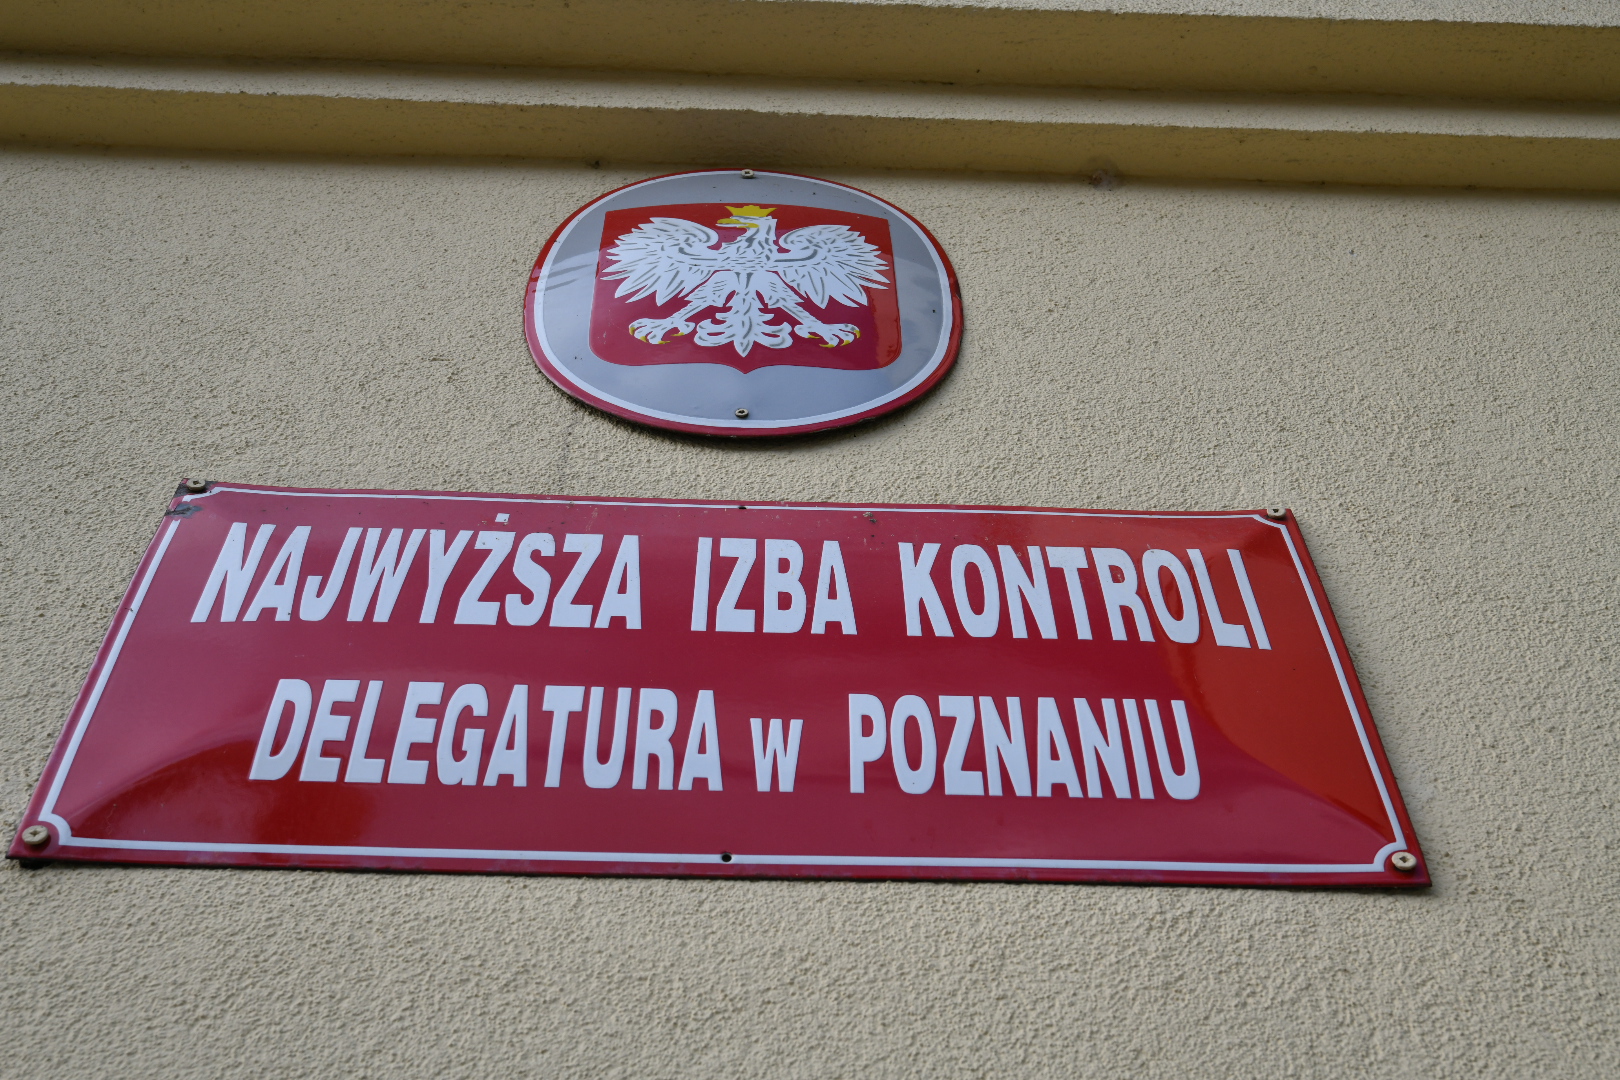 NAJWYŻSZA IZBA KONTROLI
DELEGATURA w POZNANIU